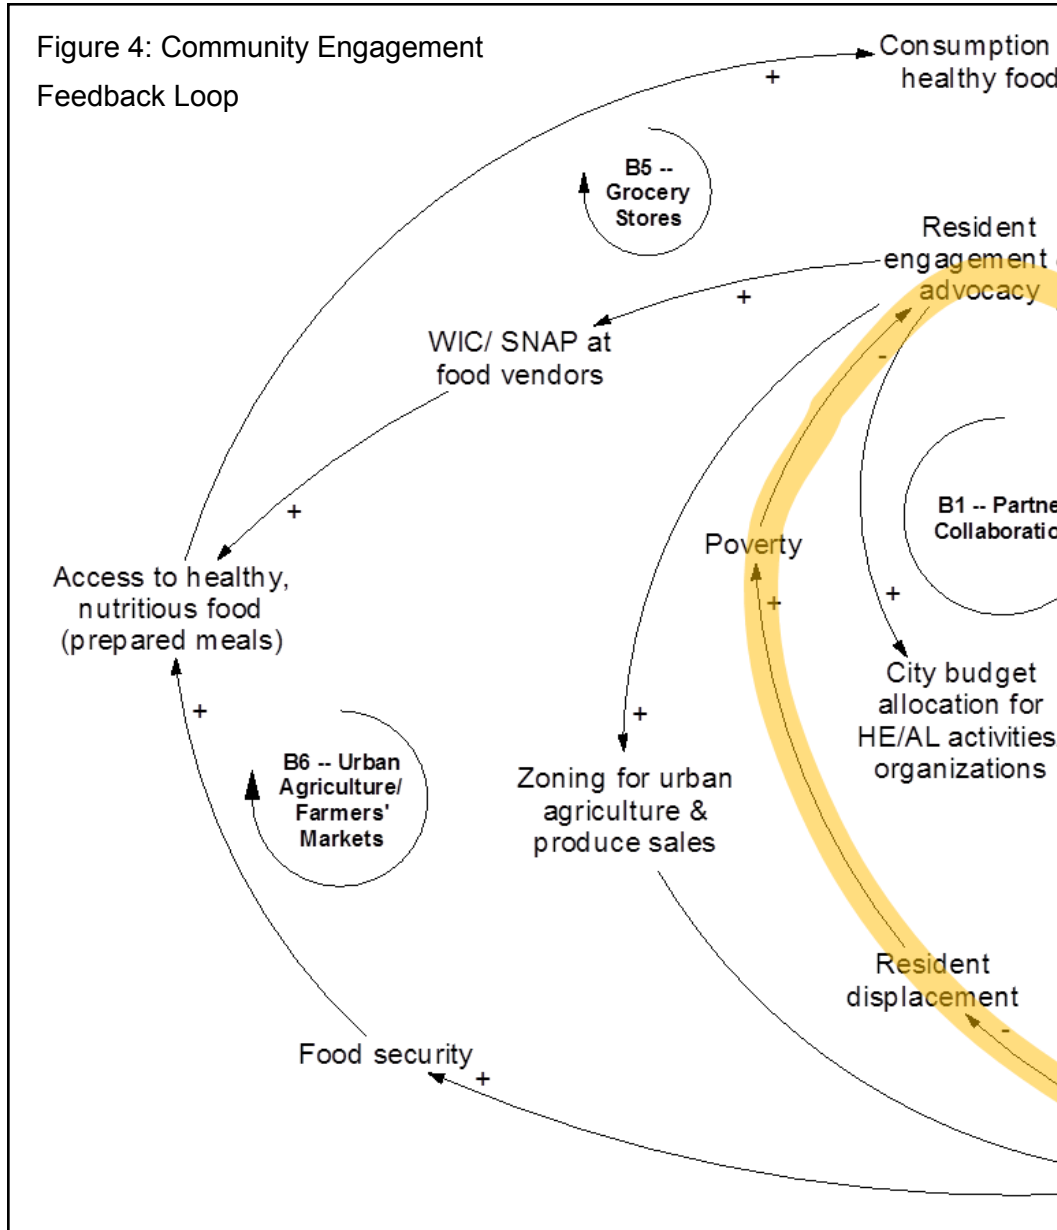 Figure 4: Community Engagement
Feedback Loop
Consumption
healthy food
+
B5 --
Grocery
Stores
Resident
engagement
advocacy
+
WIC/ SNAP at
food vendors
-
+
B1 -- Partne
Collaboratio
Poverty
Access to healthy,
nutritious food
(prepared meals)
+
+
City budget
allocation for
HE/AL activities/
organizations
+
+
B6 -- Urban
Agriculture/
Farmers'
Markets
Zoning for urban
agriculture &
produce sales
Resident
displacement
-
Food security
+